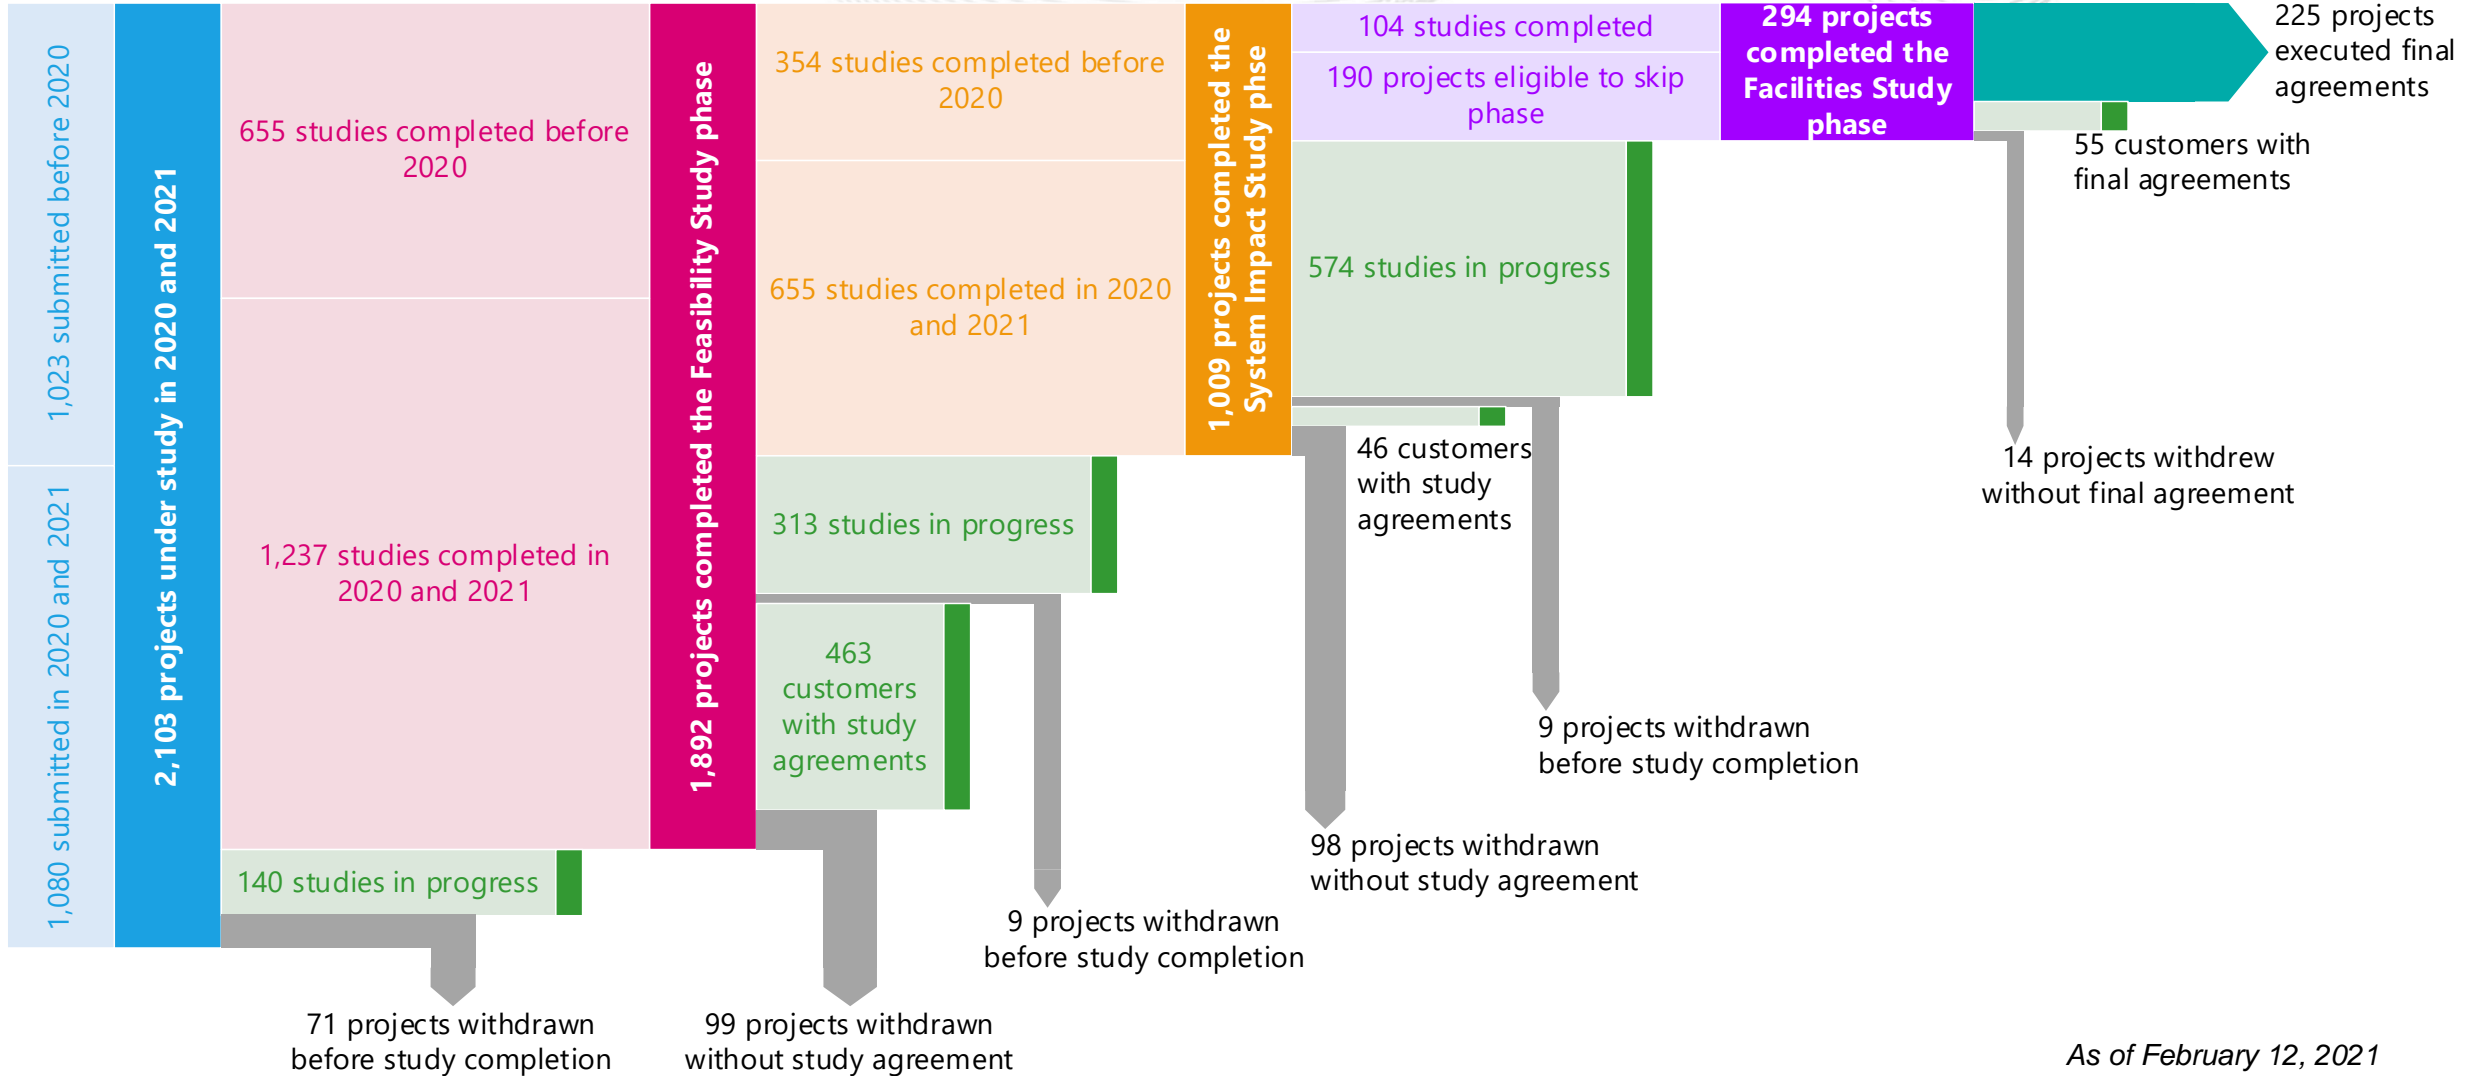 1,023 submitted before 2020
1,080 submitted in 2020 and 2021
2,103 projects under study in 2020 and 2021
655 studies completed before
2020
1,237 studies completed in
2020 and 2021
140 studies in progress
71 projects withdrawn
before study completion
1,892 projects completed the Feasibility Study phase
354 studies completed before
2020
655 studies completed in 2020
and 2021
313 studies in progress
463
customers
with study
agreements
9 projects withdrawn
before study completion
99 projects withdrawn
without study agreement
1,009 projects completed the
System Impact Study phse
104 studies completed
190 projects eligible to skip
phase
574 studies in progress
46 customers
with study
agreements
9 projects withdrawn
before study completion
98 projects withdrawn
without study agreement
294 projects
completed the
Facilities Study
phase
225 projects
executed final
agreements
55 customers with
final agreements
14 projects withdrew
without final agreement
As of February 12, 2021